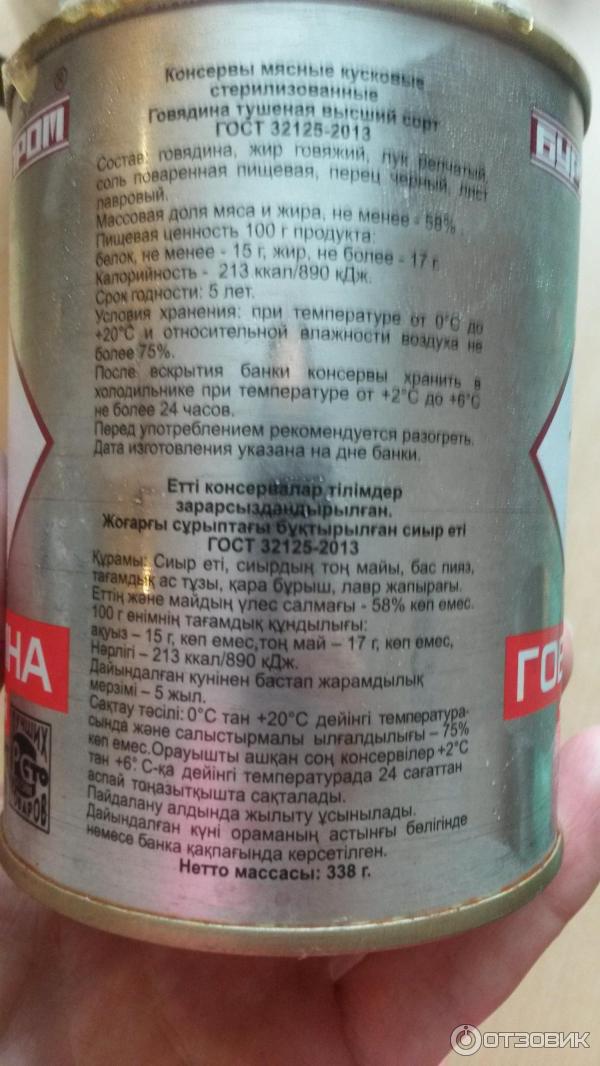 РОМ ®
БУР
Консервы мясные кусковые
стерилизованные
Говядина тушеная высший сорт
ГОСТ 32125-2013
Состав: говядина, жир говяжий, лук репчатый,
соль поваренная пищевая, перец черный, лист
лавровый.
Массовая доля мяса и жира, не менее - 58%.
Пищевая ценность 100 г продукта:
белок, не менее - 15 г, жир, не более - 17 г.
Калорийность - 213 ккал/890 кДж.
Срок годности: 5 лет.
Условия хранения: при температуре от 0°С до
+20°С и относительной влажности воздуха не
более 75%.
После вскрытия банки консервы хранить в
холодильнике при температуре от +2°С до +6°С
не более 24 часов.
Перед употреблением рекомендуется разогреть.
Дата изготовления указана на дне банки.
Етті консервалар тілімдер
зарарсыздандырылған.
Жоғарғы сұрыптағы бұқтырылған сиыр еті
ГОСТ 32125-2013
Құрамы: Сиыр еті, сиырдың тоң майы, бас пияз,
тағамдық ас тұзы, қара бұрыш, лавр жапырағы.
Еттің және майдың үлес салмағы - 58% көп емес.
100 г өнімнің тағамдық құндылығы:
ақуыз – 15 г, көп емес,тоң май – 17 г, көп емес,
Нәрлігі – 213 ккал/890 кДж.
Дайындалған күнінен бастап жарамдылық
мерзімі – 5 жыл.
Сақтау тәсілі: 0°С тан +20°С дейінгі температура-
сында және салыстырмалы ылғалдылығы – 75%
көп емес.Орауышты ашқан соң консервілер +2°С
тан +6° С-қа дейінгі температурада 24 сағаттан
аспай тоңазытқышта сақталады.
Пайдалану алдында жылыту ұсынылады.
Дайындалған күні ораманың астынғы бөлігінде
немесе банка қақпағында көрсетілген.
Нетто массасы: 338 г.
НА
ГОВ
ЛУЧШИХ
ТОВАРОВ
ОТЗОВИК